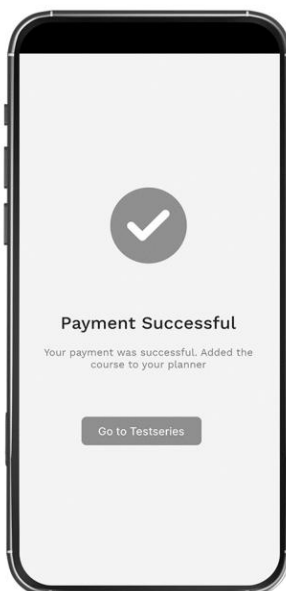 Payment Successful
Your payment was successful. Added the
course to your planner
Go to Testseries